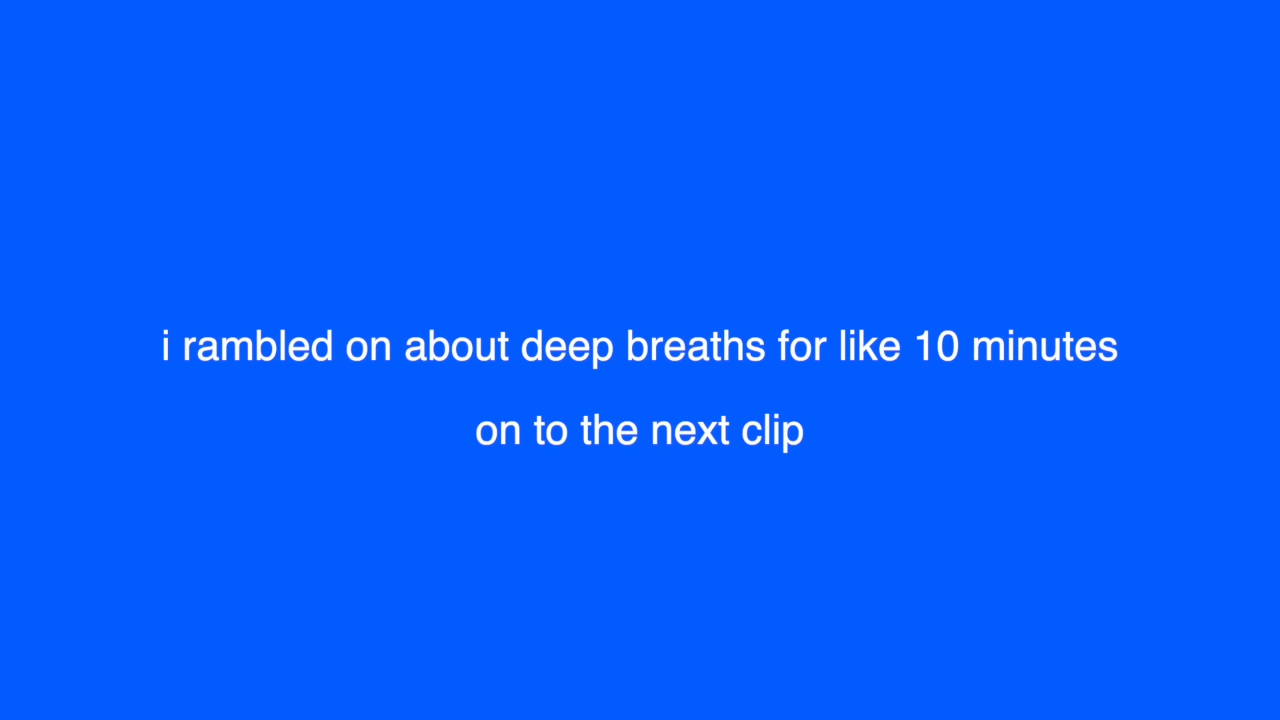 i rambled on about deep breaths for like 10 minutes
on to the next clip